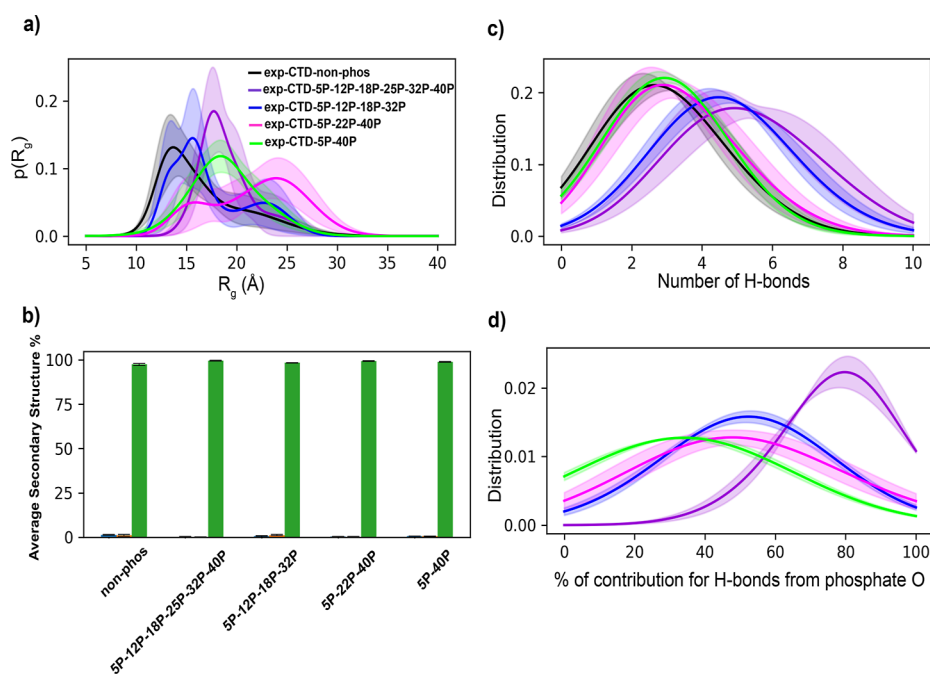 a)
p(Rg)
0.2
0.1
0.0
5 10 15 20 25 30 35 40
Rg (Å)
exp-CTD-non-phos
exp-CTD-5P-12P-18P-25P-32P-40P
exp-CTD-5P-12P-18P-32P
exp-CTD-5P-22P-40P
exp-CTD-5P-40P
b)
Average Secondary Structure %
100
75
50
25
0
non-phos
5P-12P-18P-25P-32P-40P
5P-12P-18P-32P
5P-22P-40P
5P-40P
c)
Distribution
0.2
0.1
0.0
0 2 4 6 8 10
Number of H-bonds
d)
Distribution
0.02
0.01
0.00
0 20 40 60 80 100
% of contribution for H-bonds from phosphate O